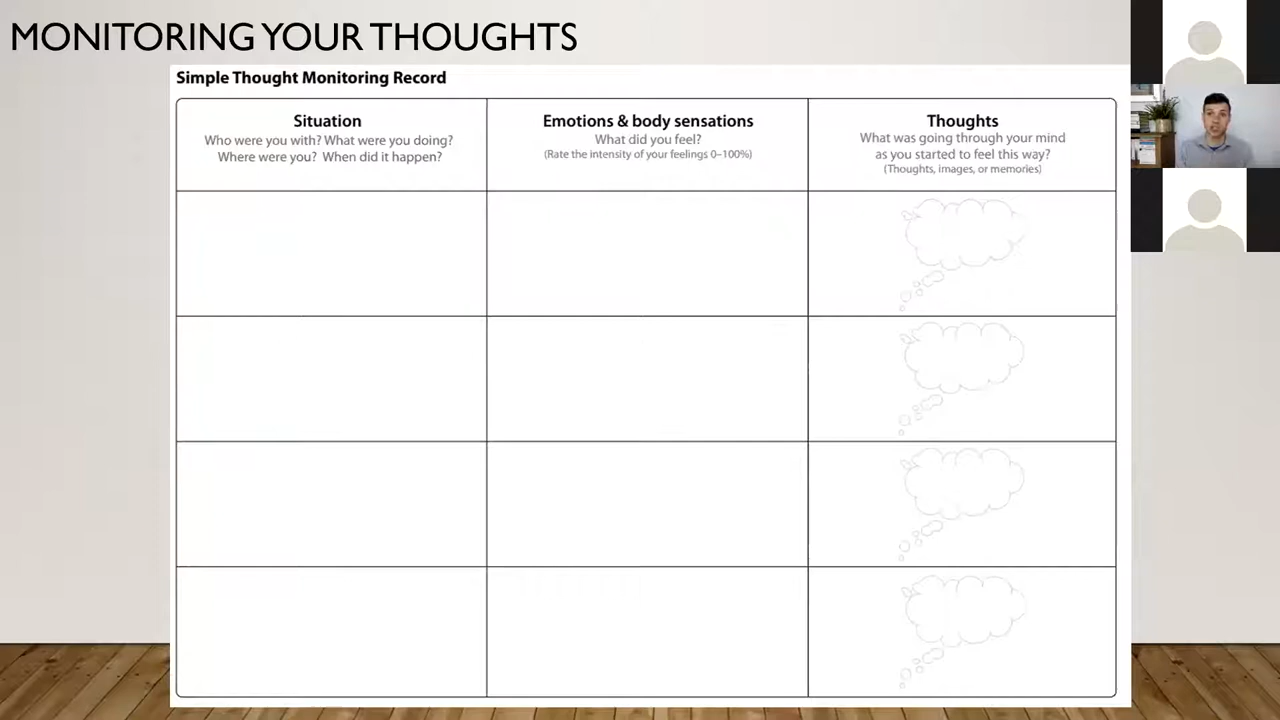 MONITORING YOUR THOUGHTS
Simple Thought Monitoring Record
Situation
Who were you with? What were you doing?
Where were you? When did it happen?
Emotions & body sensations
What did you feel?
(Rate the intensity of your feelings 0–100%)
Thoughts
What was going through your mind
as you started to feel this way?
(Thoughts, images, or memories)